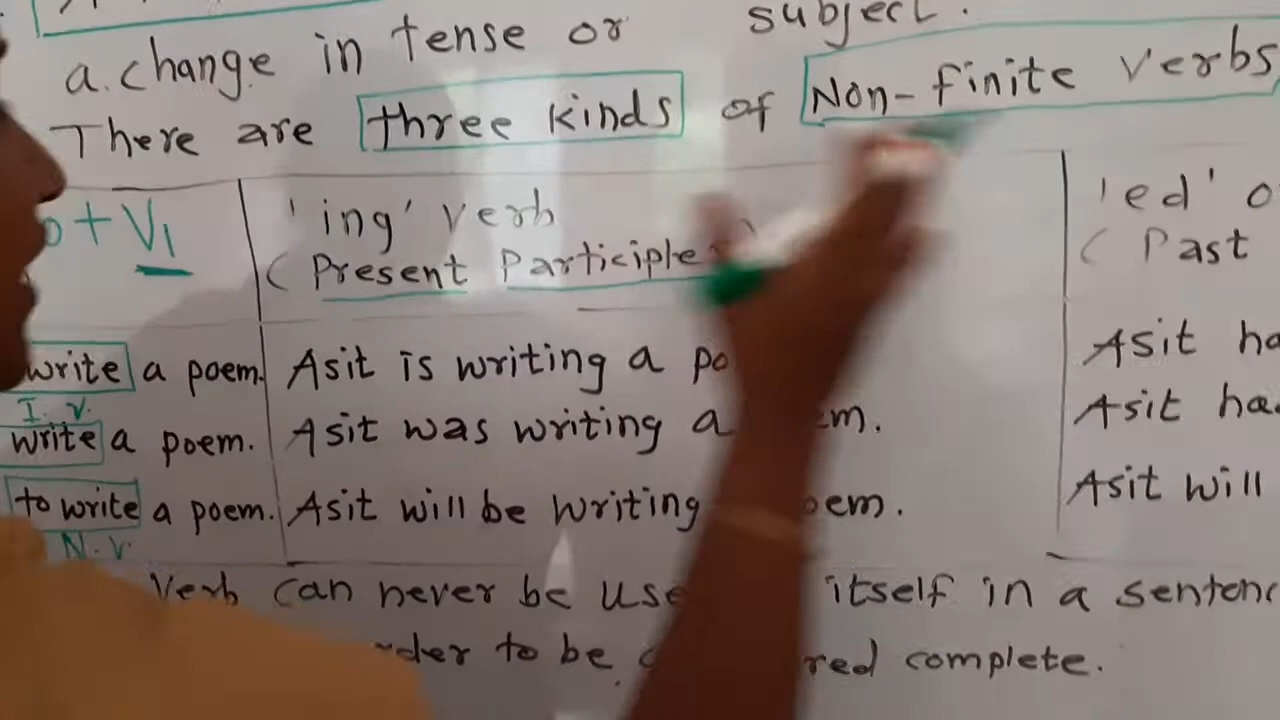 a change in tense or subject.
There are three kinds of Non-finite Verbs
+ V1
'ing' Verb
(Present Participle)
'ed'
(Past
write a poem.
I. V.
write a poem.
to write a poem.
N. V.
Asit is writing a
Asit was writing a
Asit will be writing
Asit
Asit
Asit will
Verb can never be itself in a
to be complete.